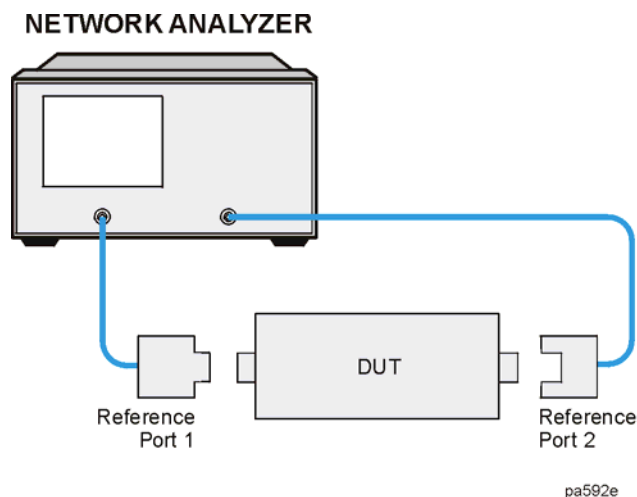 NETWORK ANALYZER
DUT
Reference
Port 1
Reference
Port 2
pa592e